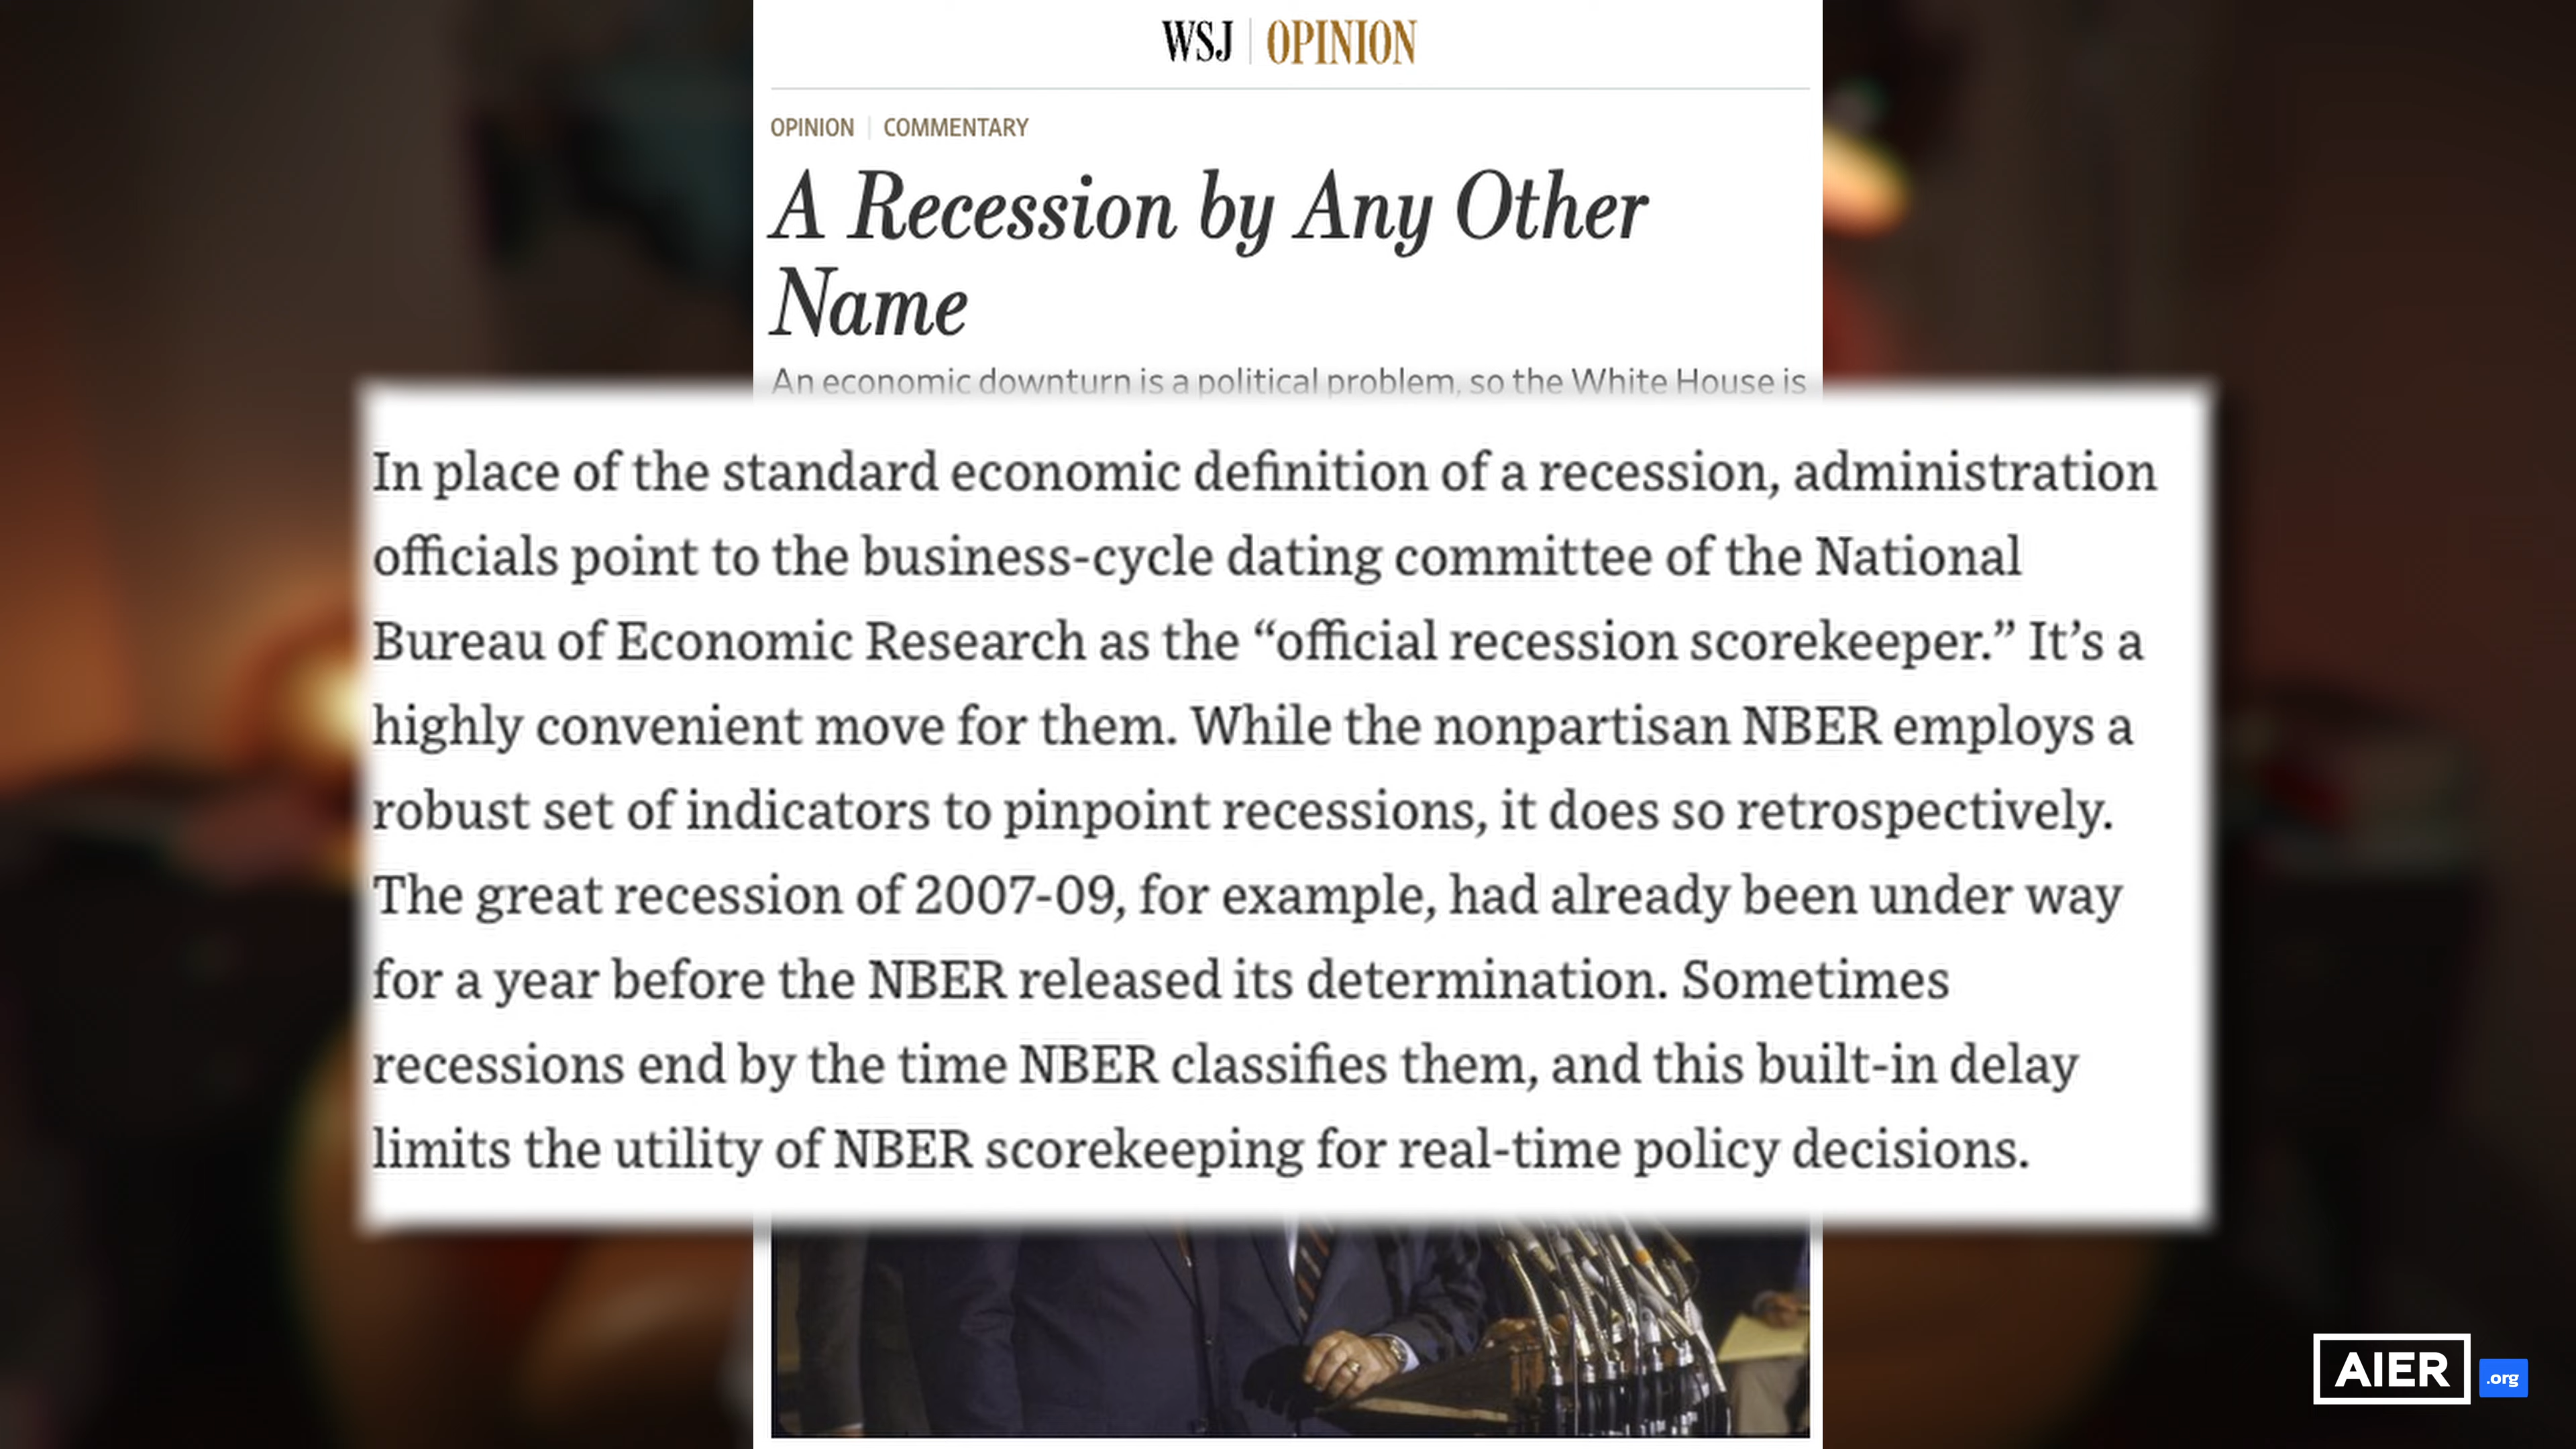 WSJ | OPINION
OPINION | COMMENTARY
A Recession by Any Other
Name
An economic downturn is a political problem, so the White House is
In place of the standard economic definition of a recession, administration
officials point to the business-cycle dating committee of the National
Bureau of Economic Research as the “official recession scorekeeper.” It’s a
highly convenient move for them. While the nonpartisan NBER employs a
robust set of indicators to pinpoint recessions, it does so retrospectively.
The great recession of 2007-09, for example, had already been under way
for a year before the NBER released its determination. Sometimes
recessions end by the time NBER classifies them, and this built-in delay
limits the utility of NBER scorekeeping for real-time policy decisions.
AIER .org